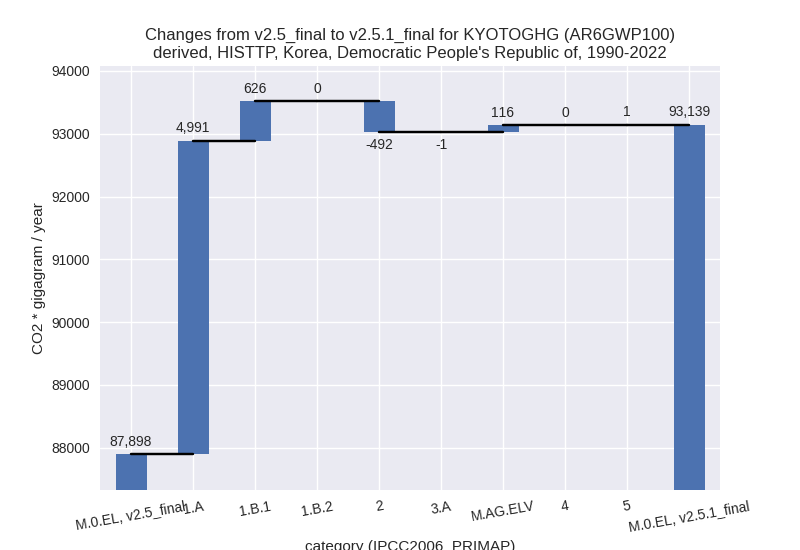 Changes from v2.5_final to v2.5.1_final for KYOTOGHG (AR6GWP100)
derived, HISTTP, Korea, Democratic People's Republic of, 1990-2022
94000
93000
92000
91000
90000
89000
88000
CO2 * gigagram / year
87,898
4,991
626
0
-492
-1
116
0
1
93,139
M.0.EL, v2.5_final
1.A
1.B.1
1.B.2
2
3.A
M.AG.ELV
4
5
M.0.EL, v2.5.1_final
category (IPCC2006_PRIMAP)